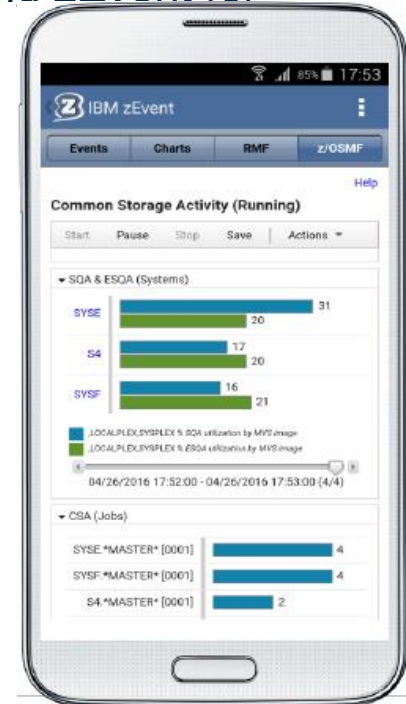 85% 17:53
IBM zEvent
Events Charts RMF z/OSMF
Help
Common Storage Activity (Running)
Start Pause Stop Save Actions
SQA & ESQA (Systems)
SYSE 31
20
S4 17
20
SYSF 16
21
,LOCALPLEX,SYSPLEX % SQA utilization by MVS image
,LOCALPLEX,SYSPLEX % ESQA utilization by MVS image
04/26/2016 17:52:00 - 04/26/2016 17:53:00 (4/4)
CSA (Jobs)
SYSE.*MASTER* [0001] 4
SYSF.*MASTER* [0001] 4
S4.*MASTER* [0001] 2